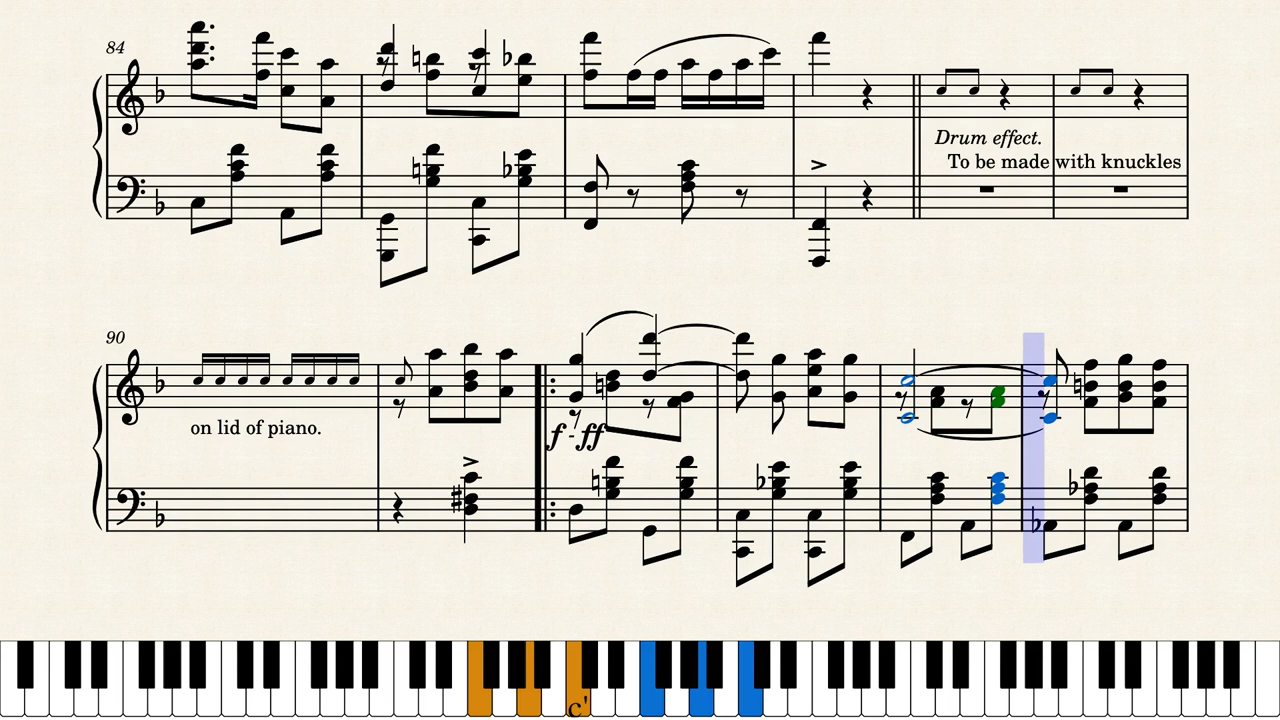 84
Drum effect.
To be made with knuckles
90
on lid of piano.
f - ff
c'